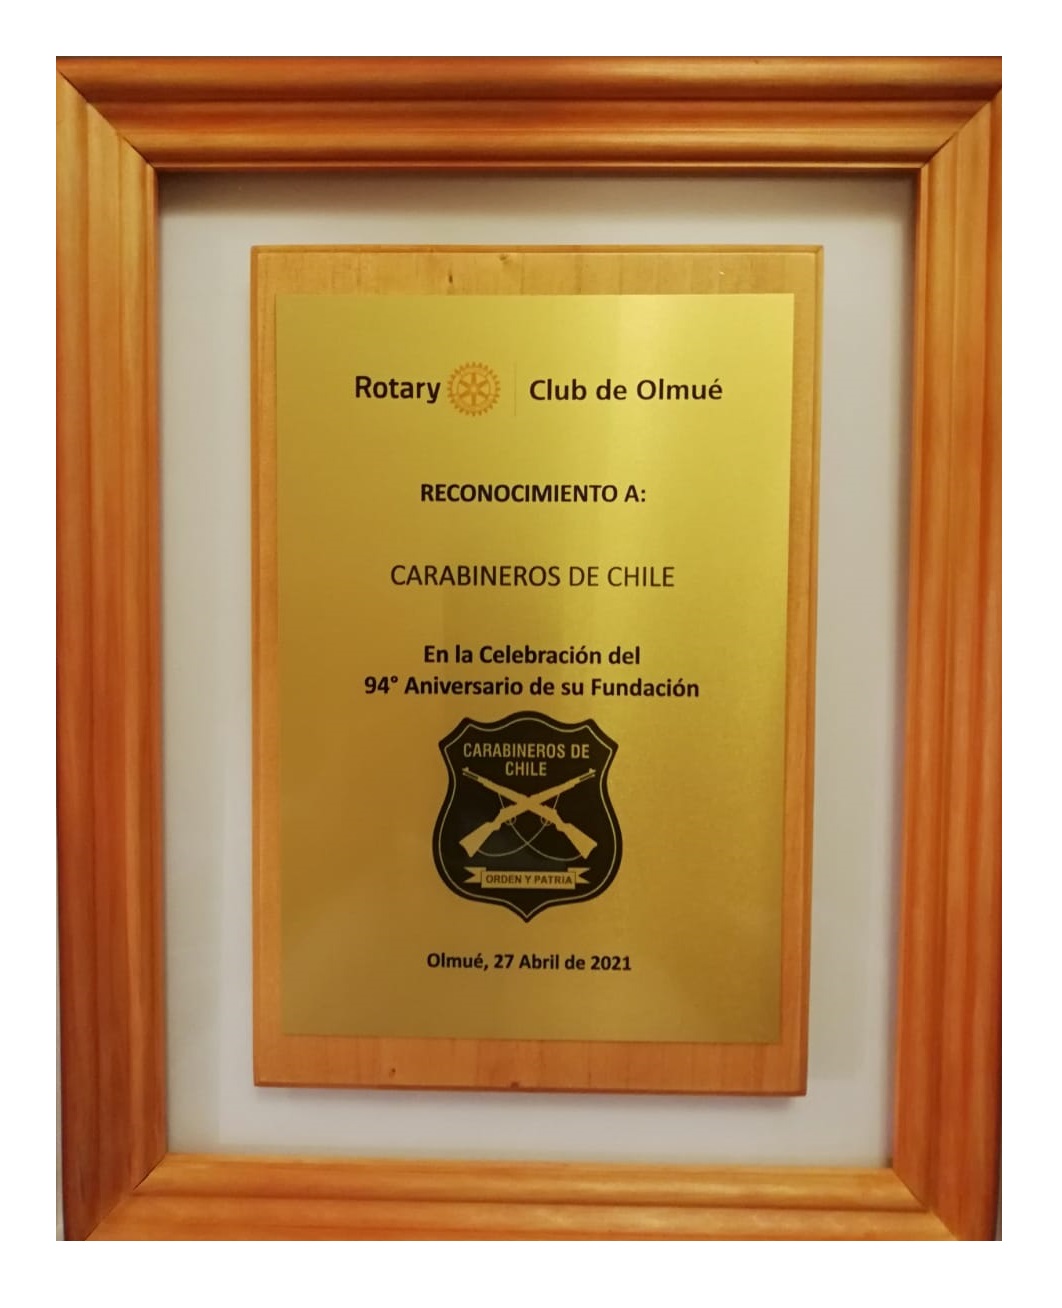 Rotary Club de Olmué
RECONOCIMIENTO A:
CARABINEROS DE CHILE
En la Celebración del
94° Aniversario de su Fundación
CARABINEROS DE
CHILE
ORDEN Y PATRIA
Olmué, 27 Abril de 2021